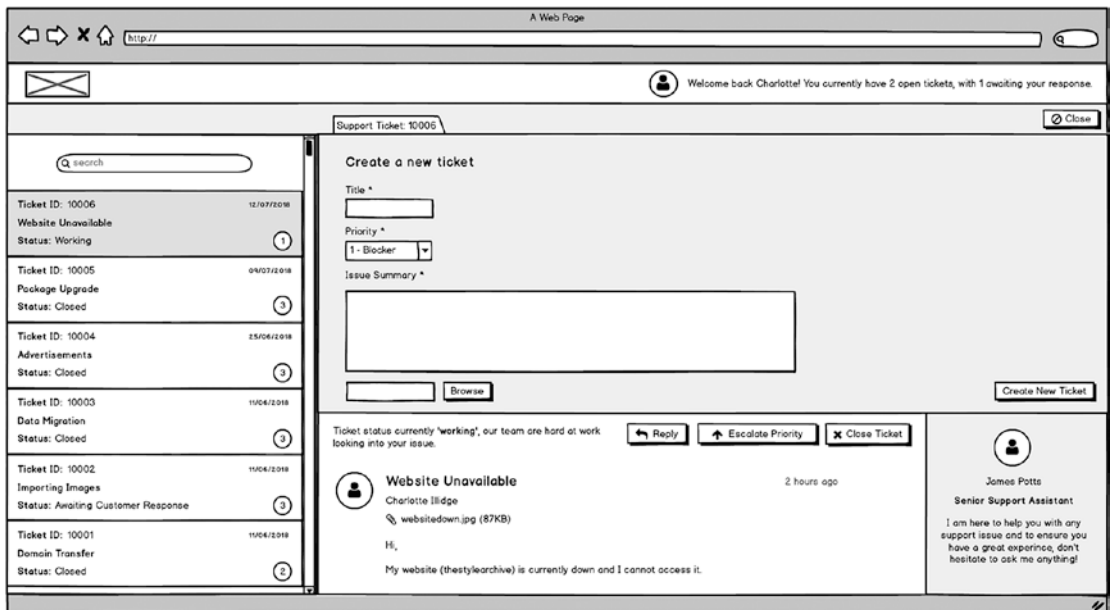 A Web Page
http://
Welcome back Charlotte! You currently have 2 open tickets, with 1 awaiting your response.
Support Ticket: 10006
Close
search
Ticket ID: 10006 12/07/2018
Website Unavailable
Status: Working 1
Ticket ID: 10005 09/07/2018
Package Upgrade
Status: Closed 3
Ticket ID: 10004 25/06/2018
Advertisements
Status: Closed 3
Ticket ID: 10003 11/06/2018
Data Migration
Status: Closed 3
Ticket ID: 10002 11/06/2018
Importing Images
Status: Awaiting Customer Response 3
Ticket ID: 10001 11/06/2018
Domain Transfer
Status: Closed 2
Create a new ticket
Title *
Priority *
1 - Blocker
Issue Summary *
Browse
Create New Ticket
Ticket status currently 'working', our team are hard at work
looking into your issue.
Reply
Escalate Priority
Close Ticket
Website Unavailable 2 hours ago
Charlotte Illidge
websitedown.jpg (87KB)
Hi,
My website (thestylearchive) is currently down and I cannot access it.
James Potts
Senior Support Assistant
I am here to help you with any
support issue and to ensure you
have a great experince, don't
hesitate to ask me anything!